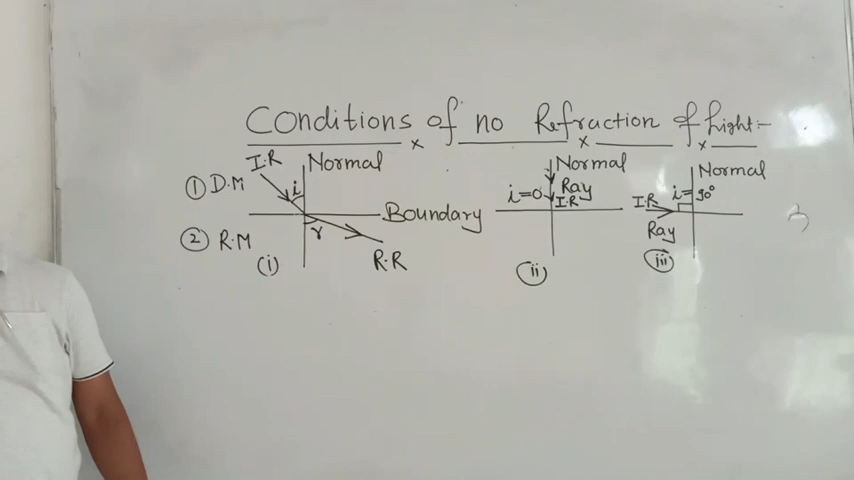 Conditions of no Refraction of Light:-
I.R Normal
① D.M i
Boundary
② R.M r
R.R
(i)
Normal
i=0 Ray
I.R
(ii)
Normal
i= 90°
I.R
Ray
(iii)